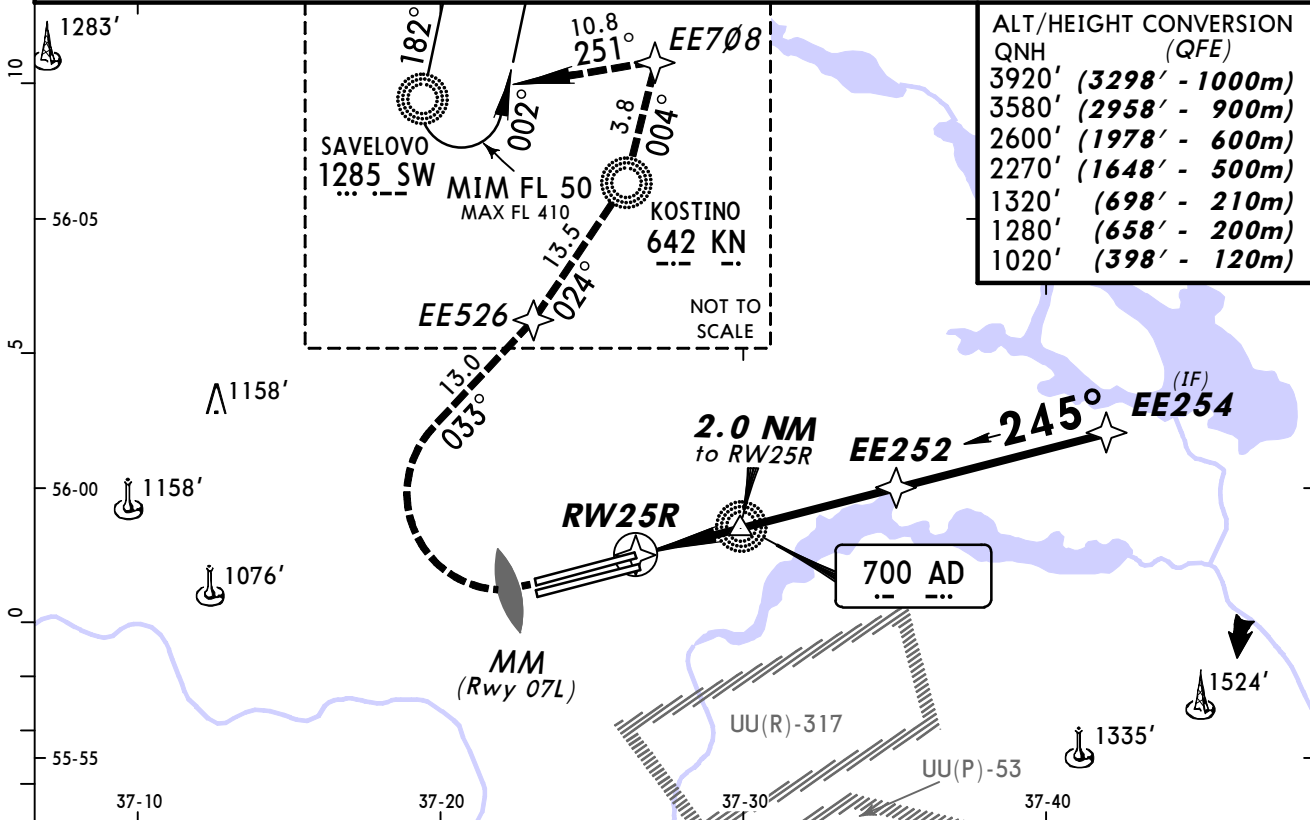 1283'
182°
10.8
251°
EE7Ø8
002°
3.8
004°
SAVELOVO
1285 SW
MIM FL 50
MAX FL 410
KOSTINO
642 KN
13.5
024°
EE526
NOT TO
SCALE
ALT/HEIGHT CONVERSION
QNH (QFE)
3920' (3298' - 1000m)
3580' (2958' - 900m)
2600' (1978' - 600m)
2270' (1648' - 500m)
1320' (698' - 210m)
1280' (658' - 200m)
1020' (398' - 120m)
10
56-05
5
13.0
033°
1158'
(IF)
EE254
245°
2.0 NM
to RW25R
EE252
56-00
1158'
RW25R
700 AD
1076'
0
MM
(Rwy 07L)
1524'
UU(R)-317
1335'
55-55
UU(P)-53
37-10
37-20
37-30
37-40